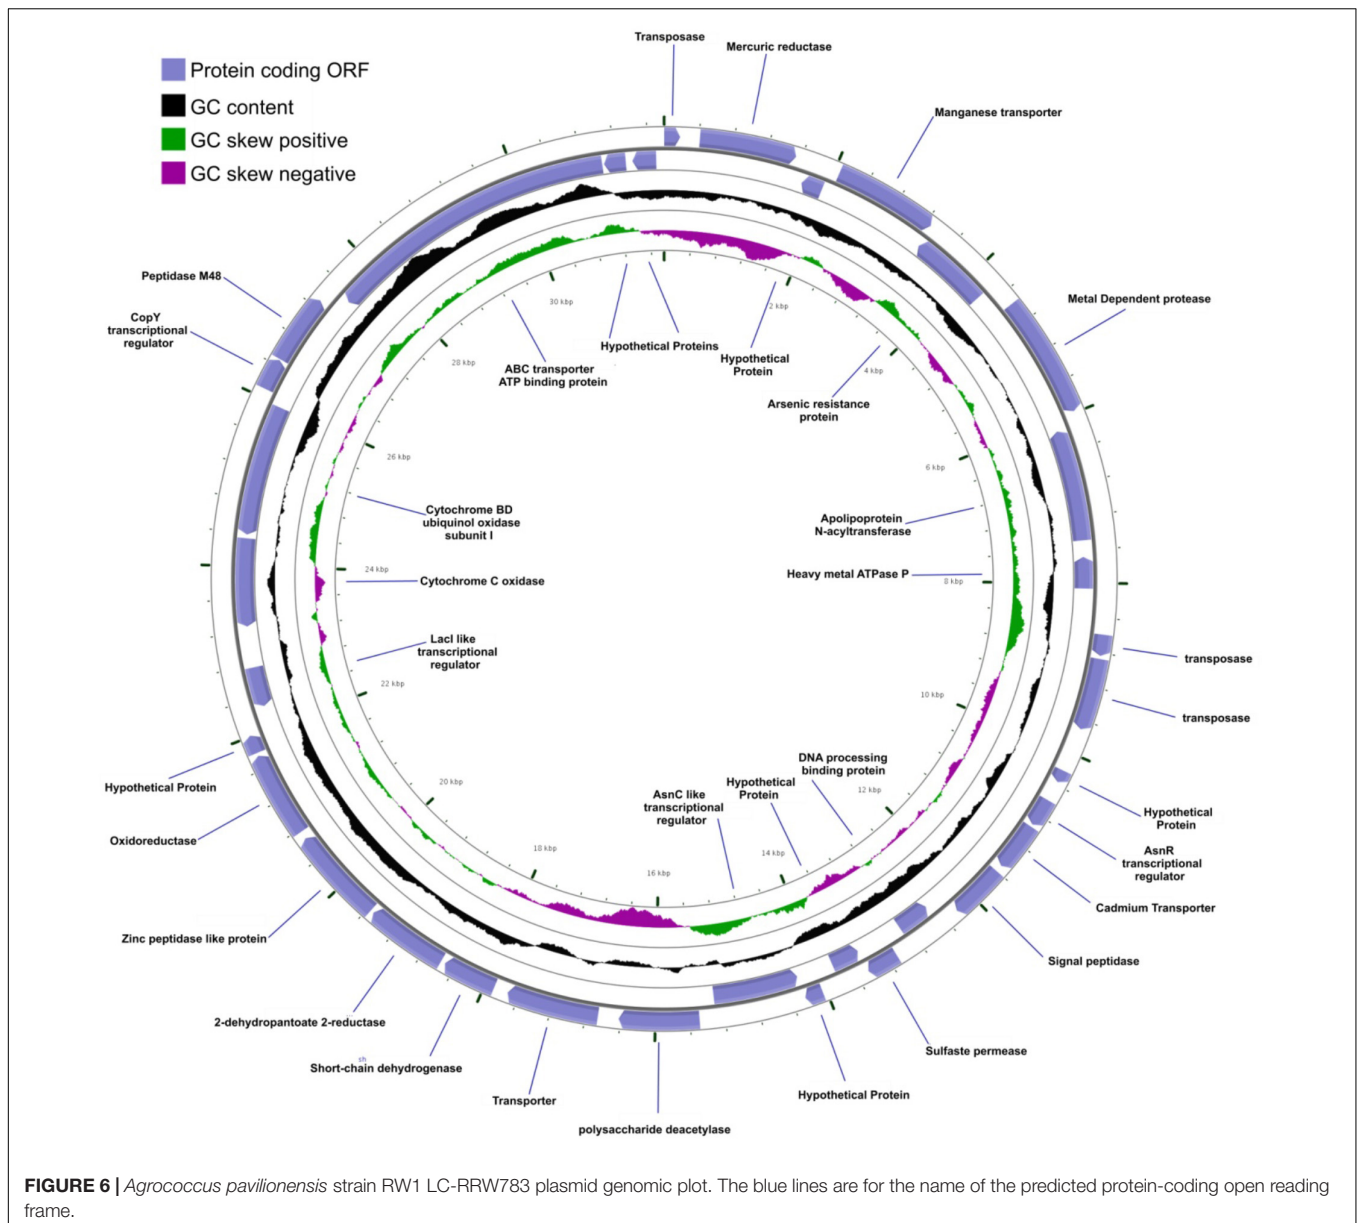 Protein coding ORF
GC content
GC skew positive
GC skew negative
Transposase
Mercuric reductase
Manganese transporter
Metal Dependent protease
transposase
transposase
Hypothetical
Protein
AsnR
transcriptional
regulator
Cadmium Transporter
Signal peptidase
Sulfaste permease
Hypothetical Protein
polysaccharide deacetylase
Transporter
sh
Short-chain dehydrogenase
2-dehydropantoate 2-reductase
Zinc peptidase like protein
Oxidoreductase
Hypothetical Protein
CopY
transcriptional
regulator
Peptidase M48
Hypothetical Proteins
Hypothetical
Protein
Arsenic resistance
protein
Apolipoprotein
N-acyltransferase
Heavy metal ATPase P
DNA processing
binding protein
Hypothetical
Protein
AsnC like
transcriptional
regulator
LacI like
transcriptional
regulator
Cytochrome C oxidase
Cytochrome BD
ubiquinol oxidase
subunit I
ABC transporter
ATP binding protein
2 kbp
4 kbp
6 kbp
8 kbp
10 kbp
12 kbp
14 kbp
16 kbp
18 kbp
20 kbp
22 kbp
24 kbp
26 kbp
28 kbp
30 kbp
FIGURE 6 | Agrococcus pavilionensis strain RW1 LC-RRW783 plasmid genomic plot. The blue lines are for the name of the predicted protein-coding open reading
frame.